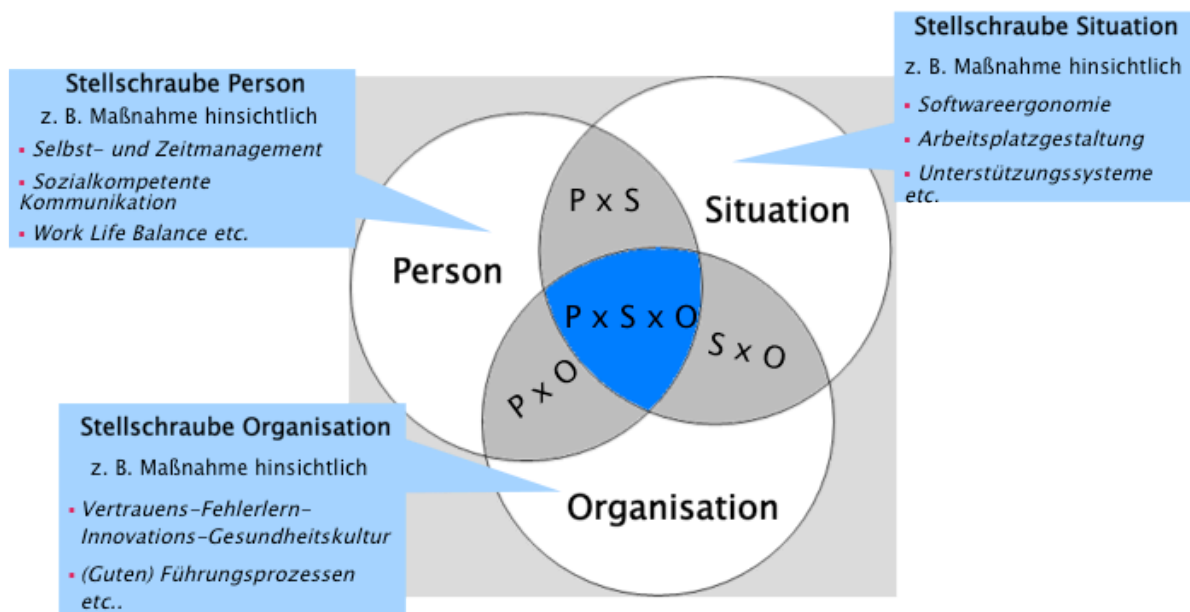 Stellschraube Person
z. B. Maßnahme hinsichtlich
▪ Selbst- und Zeitmanagement
▪ Sozialkompetente
Kommunikation
▪ Work Life Balance etc.
Stellschraube Situation
z. B. Maßnahme hinsichtlich
▪ Softwareergonomie
▪ Arbeitsplatzgestaltung
▪ Unterstützungssysteme
etc.
P x S
Situation
Person
P x S x O
S x O
P x O
Stellschraube Organisation
z. B. Maßnahme hinsichtlich
▪ Vertrauens-Fehlerlern-
Innovations-Gesundheitskultur
▪ (Guten) Führungsprozessen
etc..
Organisation